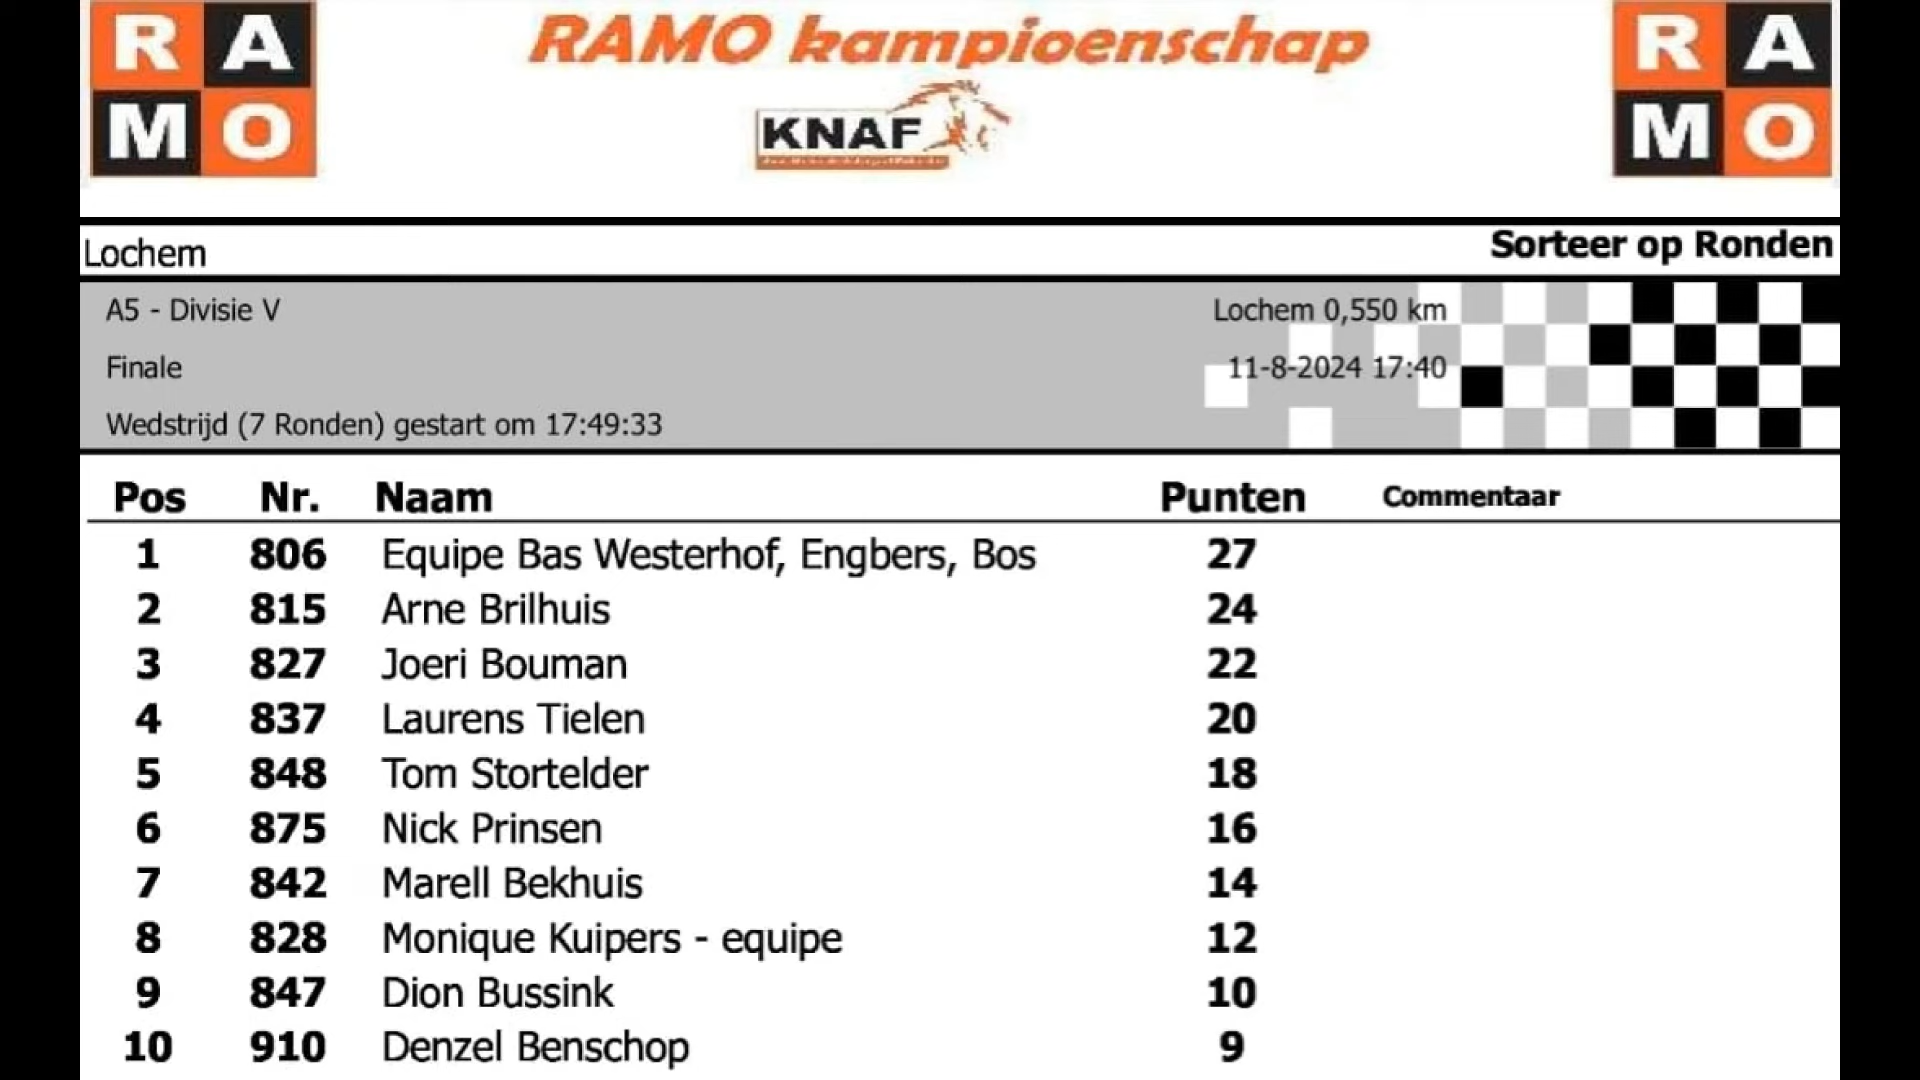 RA RAMO kampioenschap RA
MO KNAF MO
Lochem Sorteer op Ronden
A5 - Divisie V Lochem 0,550 km
Finale 11-8-2024 17:40
Wedstrijd (7 Ronden) gestart om 17:49:33
Pos Nr. Naam Punten Commentaar
1 806 Equipe Bas Westerhof, Engbers, Bos 27
2 815 Arne Brilhuis 24
3 827 Joeri Bouman 22
4 837 Laurens Tielen 20
5 848 Tom Stortelder 18
6 875 Nick Prinsen 16
7 842 Marell Bekhuis 14
8 828 Monique Kuipers - equipe 12
9 847 Dion Bussink 10
10 910 Denzel Benschop 9